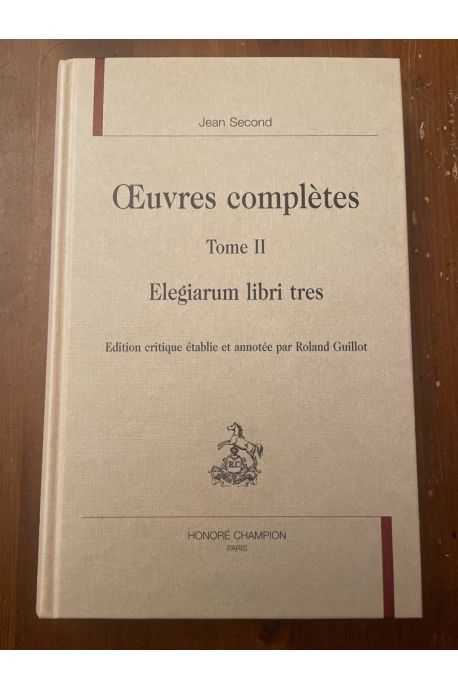 Jean Second
Œuvres complètes
Tome II
Elegiarum libri tres
Edition critique établie et annotée par Roland Guillot
HONORÉ CHAMPION
PARIS